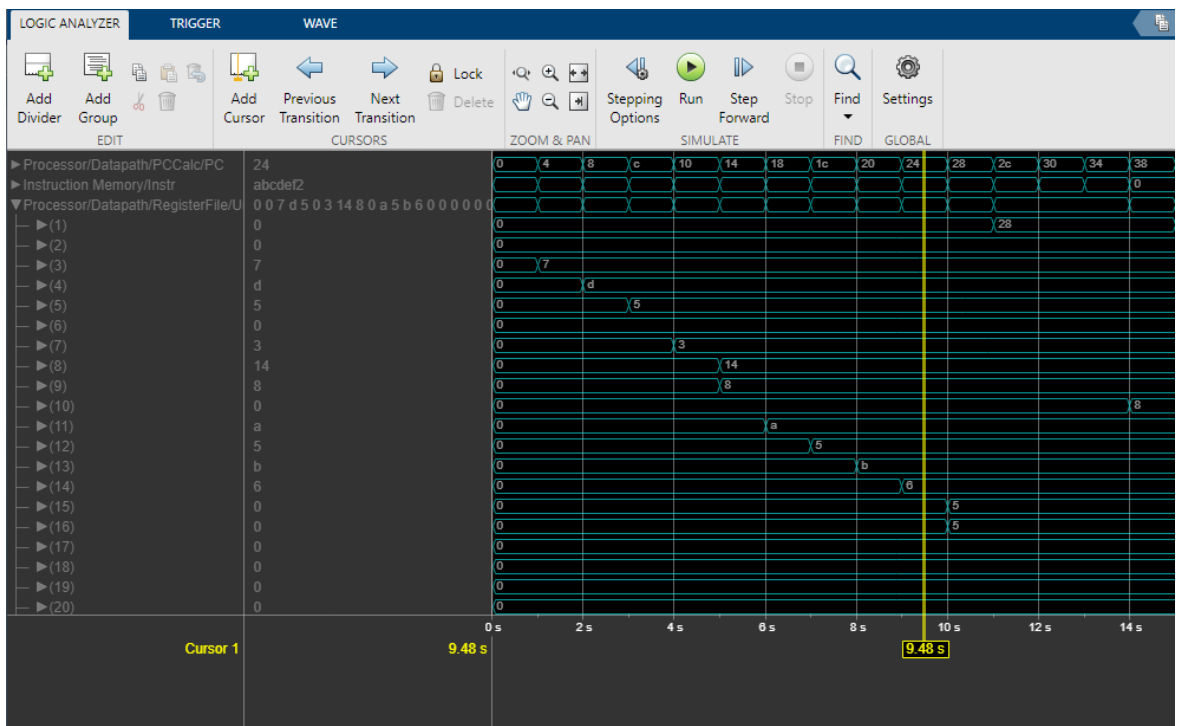 LOGIC ANALYZER TRIGGER WAVE
Add Divider
Add Group
Add Cursor
Previous Transition
Next Transition
Lock
Delete
Stepping Options
Run
Step Forward
Stop
Find
Settings
EDIT CURSORS ZOOM & PAN SIMULATE FIND GLOBAL
Processor/Datapath/PCCalc/PC 24 0 4 8 c 10 14 18 1c 20 24 28 2c 30 34 38
Instruction Memory/Instr abcdef2 0
Processor/Datapath/RegisterFile/U 0 0 7 d 5 0 3 14 8 0 a 5 b 6 0 0 0 0 0 0
(1) 0 0 28
(2) 0 0
(3) 7 0 7
(4) d 0 d
(5) 5 0 5
(6) 0 0
(7) 3 0 3
(8) 14 0 14
(9) 8 0 8
(10) 0 0 8
(11) a 0 a
(12) 5 0 5
(13) b 0 b
(14) 6 0 6
(15) 0 0 5
(16) 0 0 5
(17) 0 0
(18) 0 0
(19) 0 0
(20) 0 0
0 s 2 s 4 s 6 s 8 s 10 s 12 s 14 s
Cursor 1 9.48 s 9.48 s